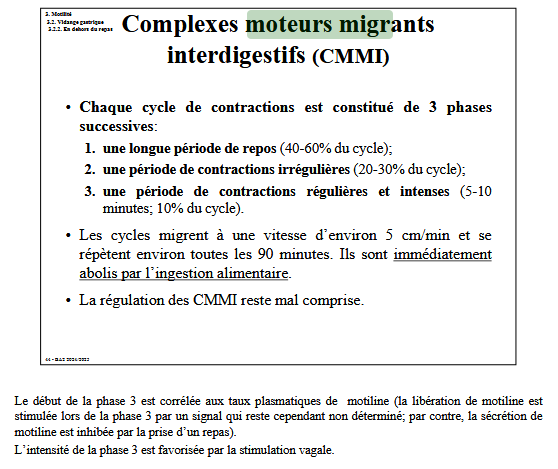 3. Motilité
3.2. Vidange gastrique
3.2.2. En dehors du repas
Complexes moteurs migrants
interdigestifs (CMMI)
• Chaque cycle de contractions est constitué de 3 phases
successives:
1. une longue période de repos (40-60% du cycle);
2. une période de contractions irrégulières (20-30% du cycle);
3. une période de contractions régulières et intenses (5-10
minutes; 10% du cycle).
• Les cycles migrent à une vitesse d’environ 5 cm/min et se
répètent environ toutes les 90 minutes. Ils sont immédiatement
abolis par l’ingestion alimentaire.
• La régulation des CMMI reste mal comprise.
Le début de la phase 3 est corrélée aux taux plasmatiques de motiline (la libération de motiline est
stimulée lors de la phase 3 par un signal qui reste cependant non déterminé; par contre, la sécrétion de
motiline est inhibée par la prise d’un repas).
L’intensité de la phase 3 est favorisée par la stimulation vagale.